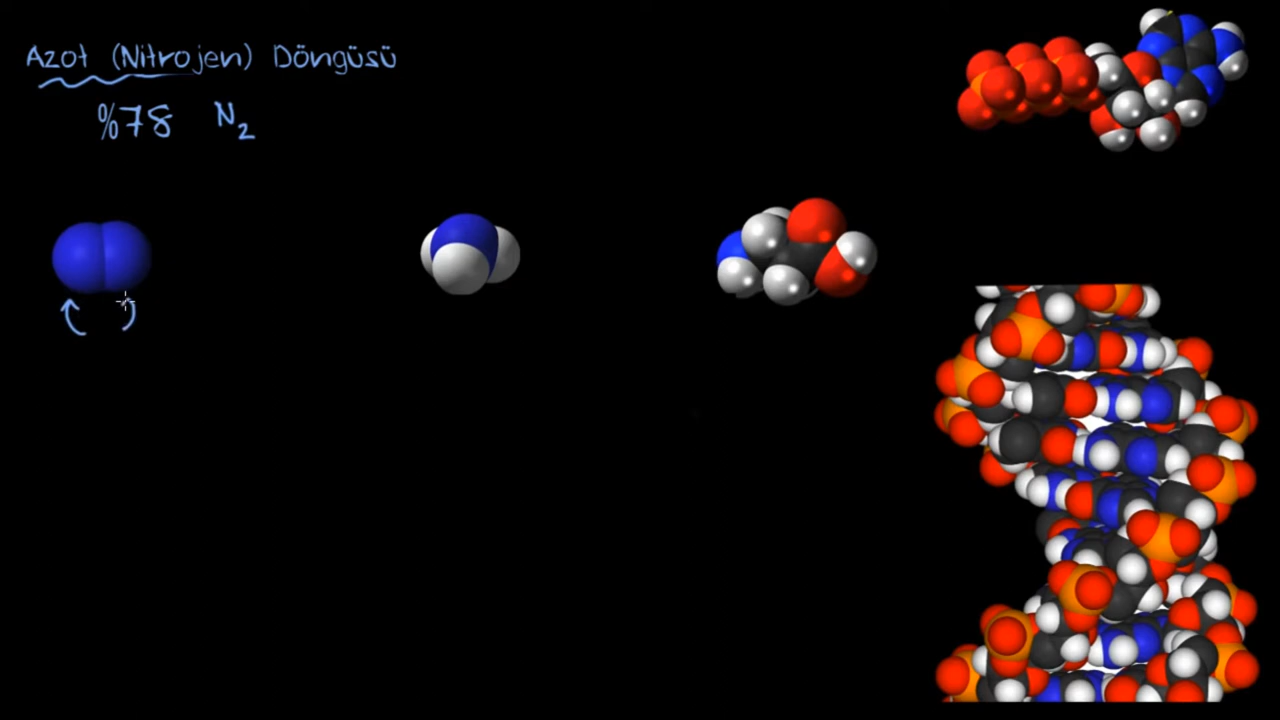 Azot (Nitrojen) Döngüsü
%78 N₂